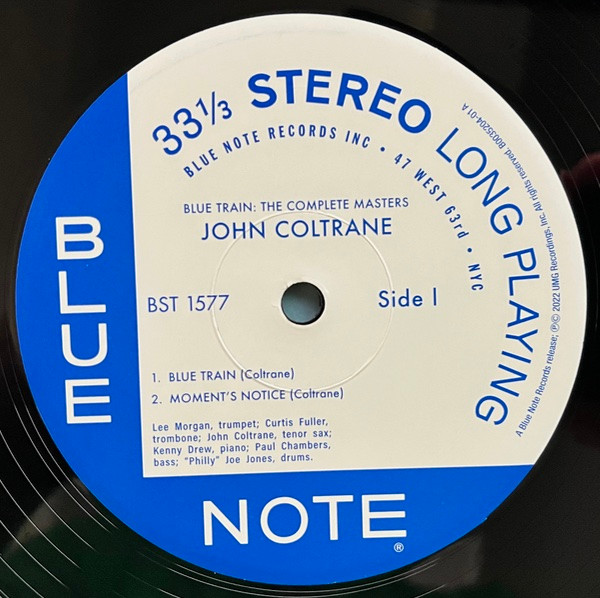 33⅓ STEREO LONG PLAYING
BLUE NOTE RECORDS INC • 47 WEST 63rd • NYC
BLUE TRAIN: THE COMPLETE MASTERS
JOHN COLTRANE
BST 1577
Side I
1. BLUE TRAIN (Coltrane)
2. MOMENT'S NOTICE (Coltrane)
Lee Morgan, trumpet; Curtis Fuller,
trombone; John Coltrane, tenor sax;
Kenny Drew, piano; Paul Chambers,
bass; "Philly" Joe Jones, drums.
BLUE
NOTE®
A Blue Note Records release; ℗© 2022 UMG Recordings, Inc. All rights reserved. B0035204-01 A